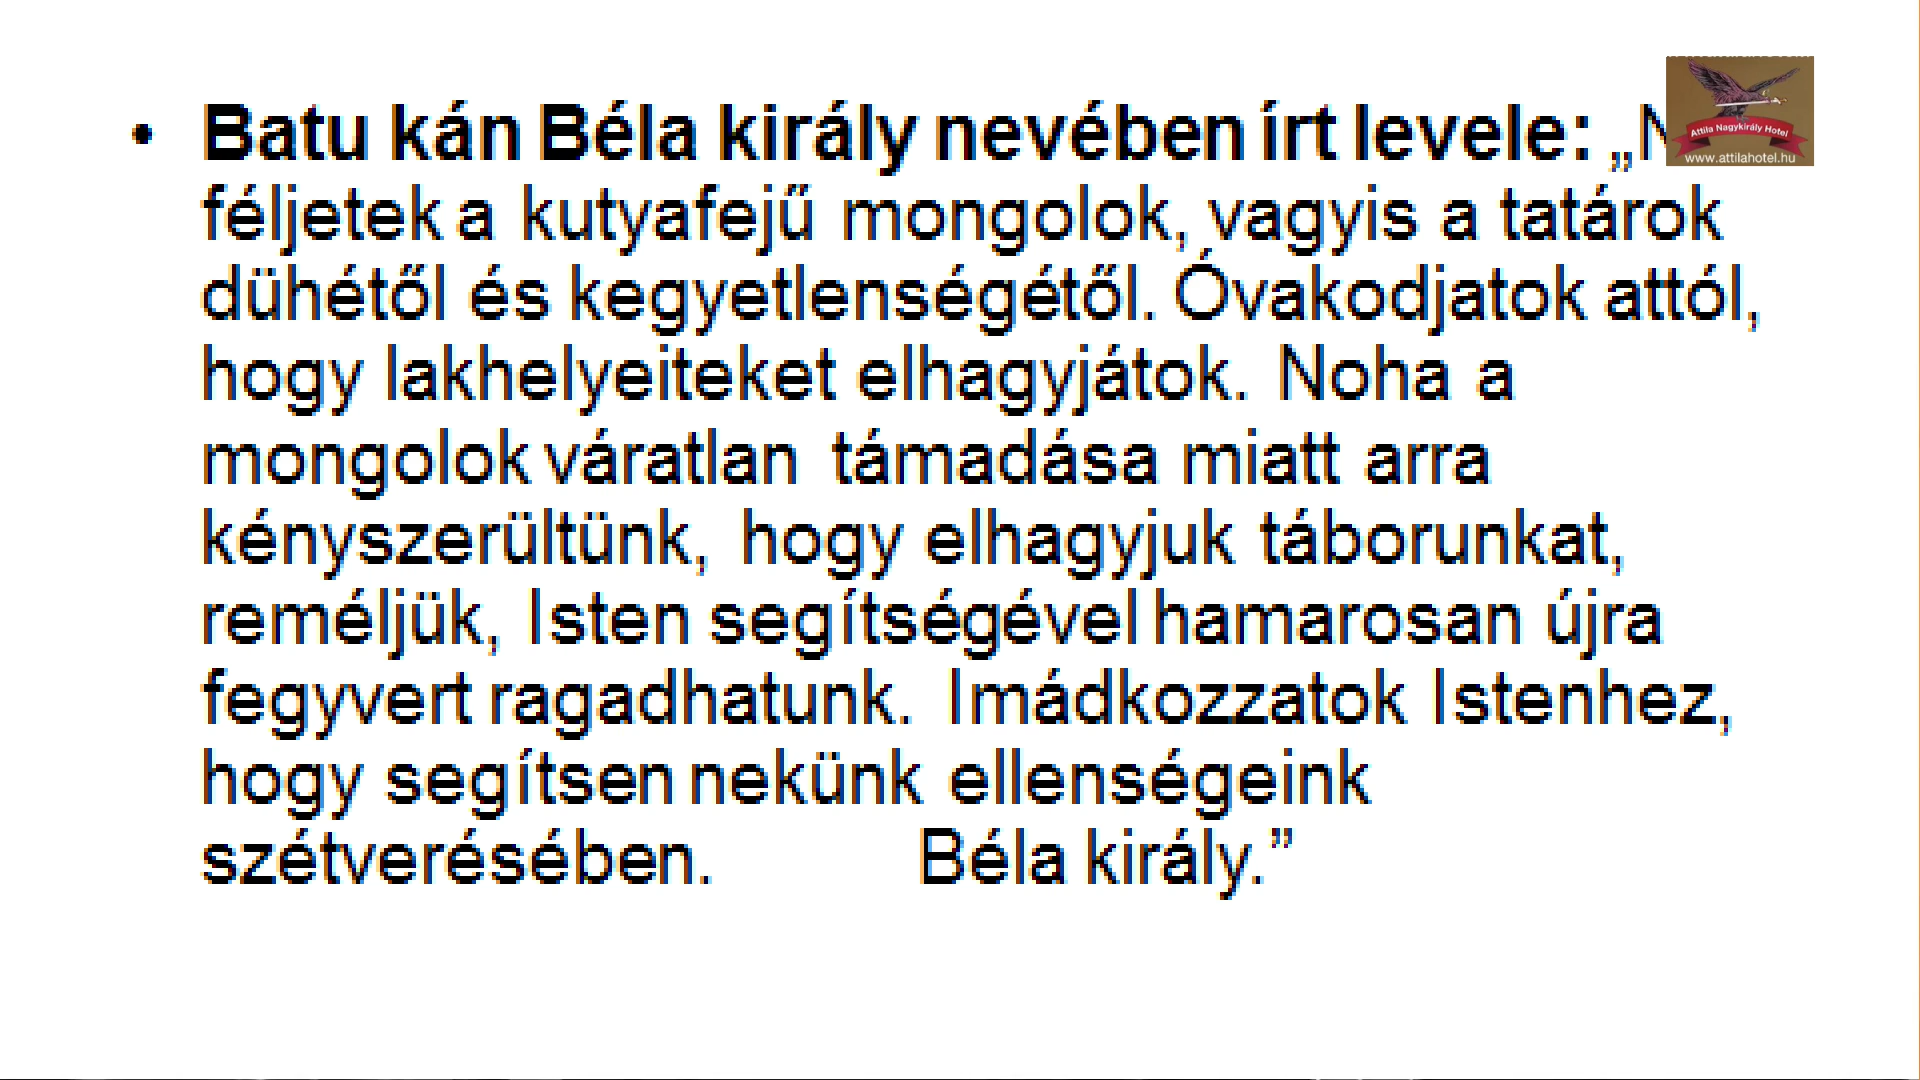 • Batu kán Béla király nevében írt levele: „N
féljetek a kutyafejű mongolok, vagyis a tatárok
dühétől és kegyetlenségétől. Óvakodjatok attól,
hogy lakhelyeiteket elhagyjátok. Noha a
mongolok váratlan támadása miatt arra
kényszerültünk, hogy elhagyjuk táborunkat,
reméljük, Isten segítségével hamarosan újra
fegyvert ragadhatunk. Imádkozzatok Istenhez,
hogy segítsen nekünk ellenségeink
szétverésében. Béla király.”
Attila Nagykirály Hotel
www.attilahotel.hu